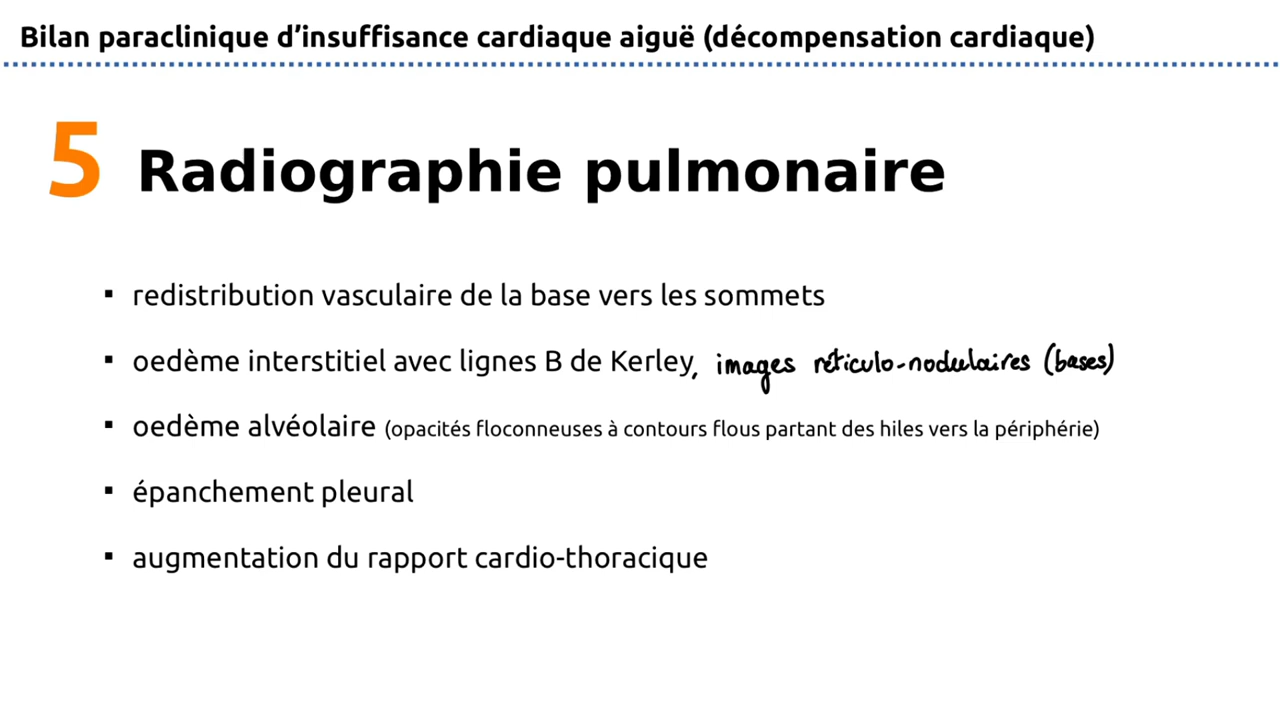 Bilan paraclinique d’insuffisance cardiaque aiguë (décompensation cardiaque)
5 Radiographie pulmonaire
▪ redistribution vasculaire de la base vers les sommets
▪ oedème interstitiel avec lignes B de Kerley, images réticulo-nodulaires (bases)
▪ oedème alvéolaire (opacités floconneuses à contours flous partant des hiles vers la périphérie)
▪ épanchement pleural
▪ augmentation du rapport cardio-thoracique